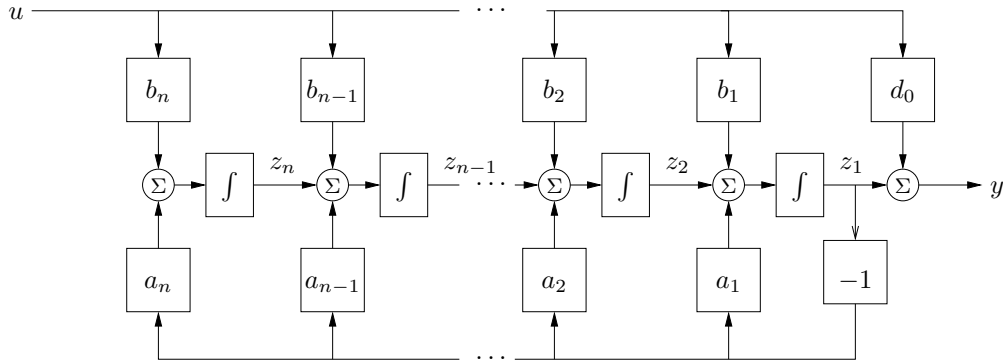 u ···
b_n b_{n−1} b_2 b_1 d_0
Σ ∫ z_n Σ ∫ z_{n−1} ··· Σ ∫ z_2 Σ ∫ z_1 Σ y
a_n a_{n−1} a_2 a_1 −1
···